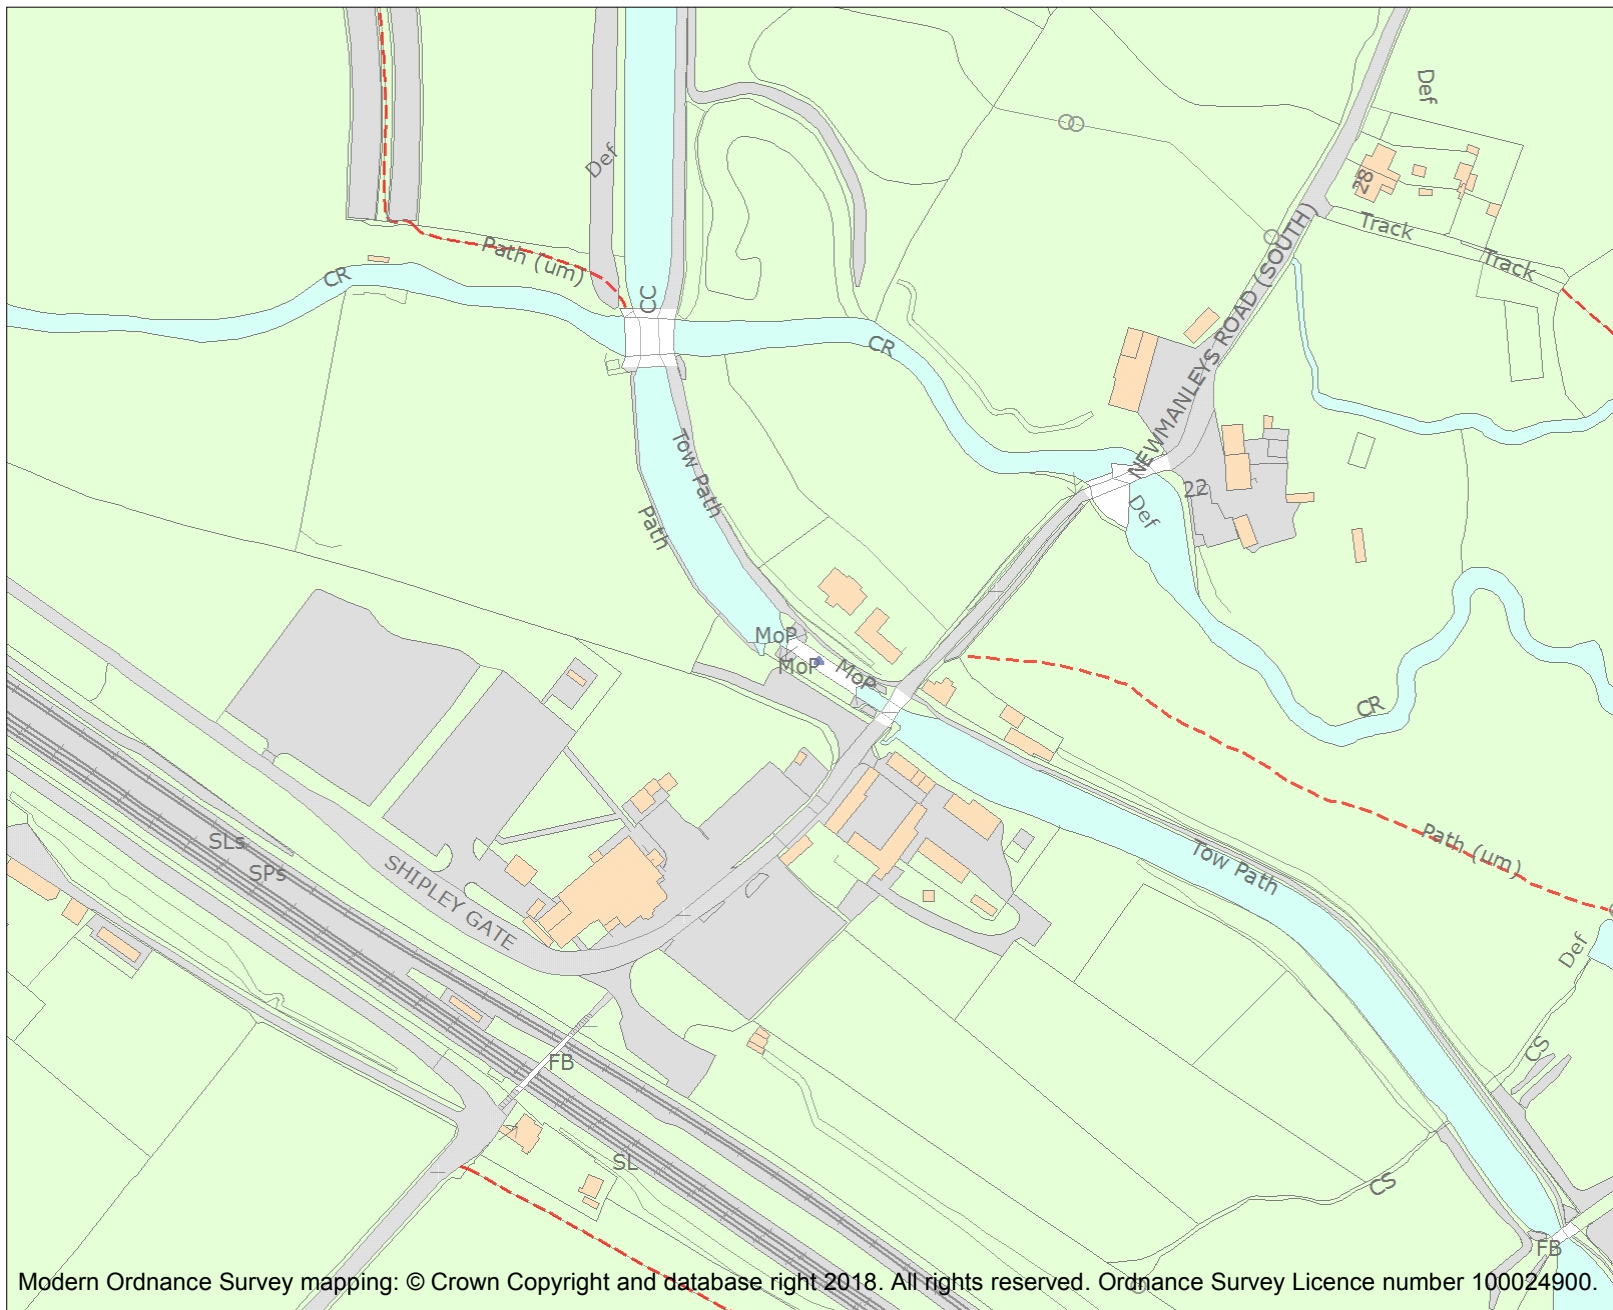 Def
Def
28
Track
Track
NEWMANLEYS ROAD (SOUTH)
Path (um)
CR
CC
CR
Tow Path
Path
22
Def
MoP
MoP
MoP
CR
SLs
SPs
SHIPLEY GATE
Path (um)
Tow Path
Def
CS
FB
SL
CS
FB
Modern Ordnance Survey mapping: © Crown Copyright and database right 2018. All rights reserved. Ordnance Survey Licence number 100024900.